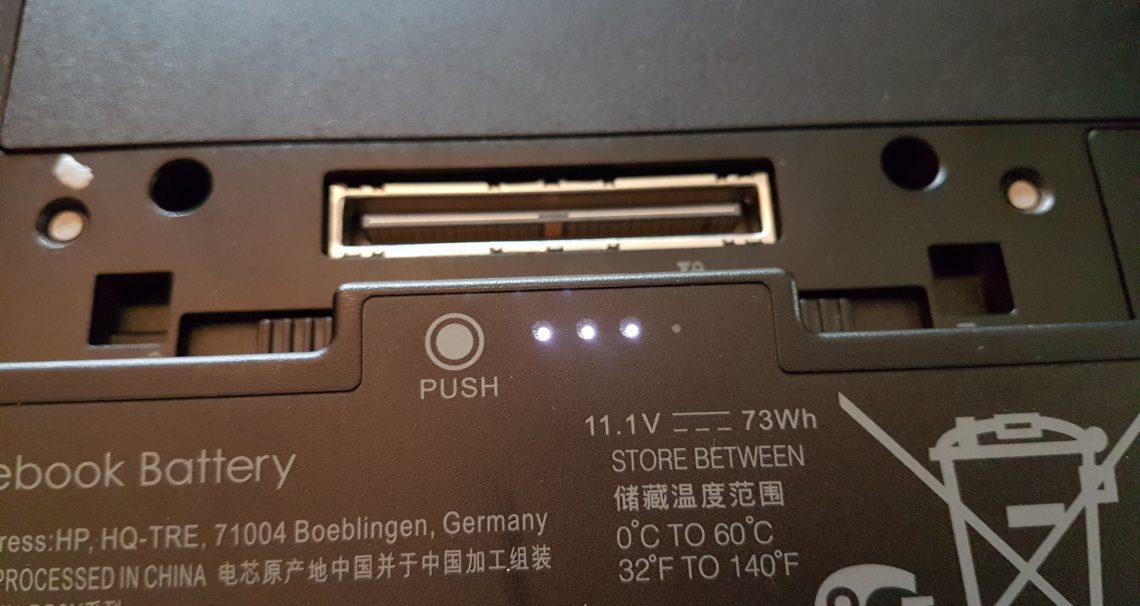 PUSH
11.1V 73Wh
STORE BETWEEN
储藏温度范围
0°C TO 60°C
32°F TO 140°F
ebook Battery
ress:HP, HQ-TRE, 71004 Boeblingen, Germany
PROCESSED IN CHINA 电芯原产地中国并于中国加工组装